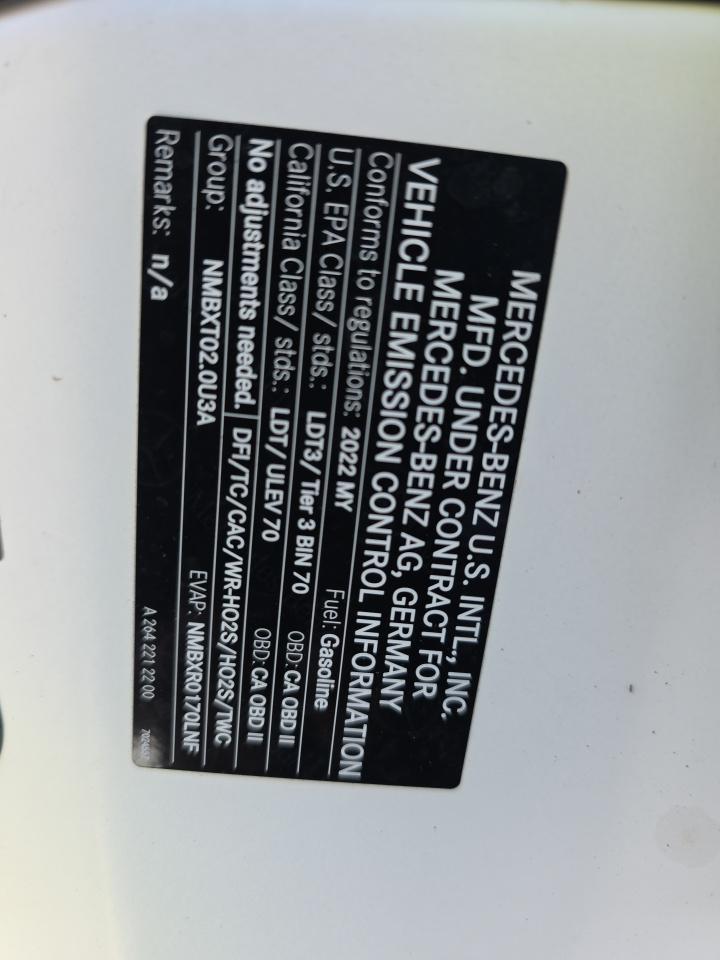 MERCEDES-BENZ U.S. INTL., INC.
MFD. UNDER CONTRACT FOR
MERCEDES-BENZ AG, GERMANY
VEHICLE EMISSION CONTROL INFORMATION
Conforms to regulations: 2022 MY Fuel: Gasoline
U.S. EPA Class/ stds.: LDT3/ Tier 3 BIN 70 OBD: CA OBD II
California Class/ stds.: LDT/ ULEV 70 OBD: CA OBD II
No adjustments needed. DFI/TC/CAC/WR-HO2S/HO2S/TWC
Group: NMBXT02.0U3A EVAP: NMBXR0170LNF
Remarks: n/a
A 264 221 22 00